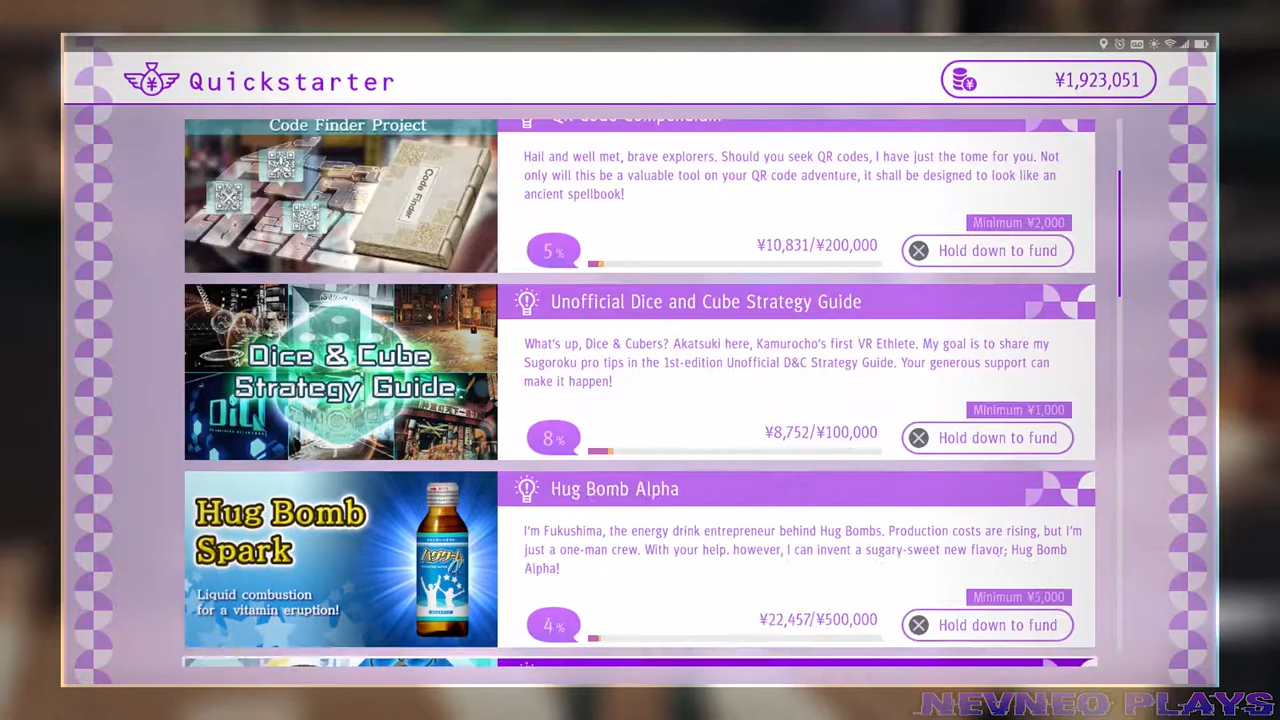 Quickstarter
¥1,923,051
Code Finder Project
QR Code Compendium
Hail and well met, brave explorers. Should you seek QR codes, I have just the tome for you. Not
only will this be a valuable tool on your QR code adventure, it shall be designed to look like an
ancient spellbook!
Code Finder
Code Finder
Minimum ¥2,000
5%
¥10,831/¥200,000
Hold down to fund
Unofficial Dice and Cube Strategy Guide
Dice & Cube
Strategy Guide
What's up, Dice & Cubers? Akatsuki here, Kamurocho's first VR Ethlete. My goal is to share my
Sugoroku pro tips in the 1st-edition Unofficial D&C Strategy Guide. Your generous support can
make it happen!
Minimum ¥1,000
8%
¥8,752/¥100,000
Hold down to fund
Hug Bomb Alpha
Hug Bomb
Spark
Liquid combustion
for a vitamin eruption!
I'm Fukushima, the energy drink entrepreneur behind Hug Bombs. Production costs are rising, but I'm
just a one-man crew. With your help. however, I can invent a sugary-sweet new flavor; Hug Bomb
Alpha!
Minimum ¥5,000
4%
¥22,457/¥500,000
Hold down to fund
NEVNEO PLAYS